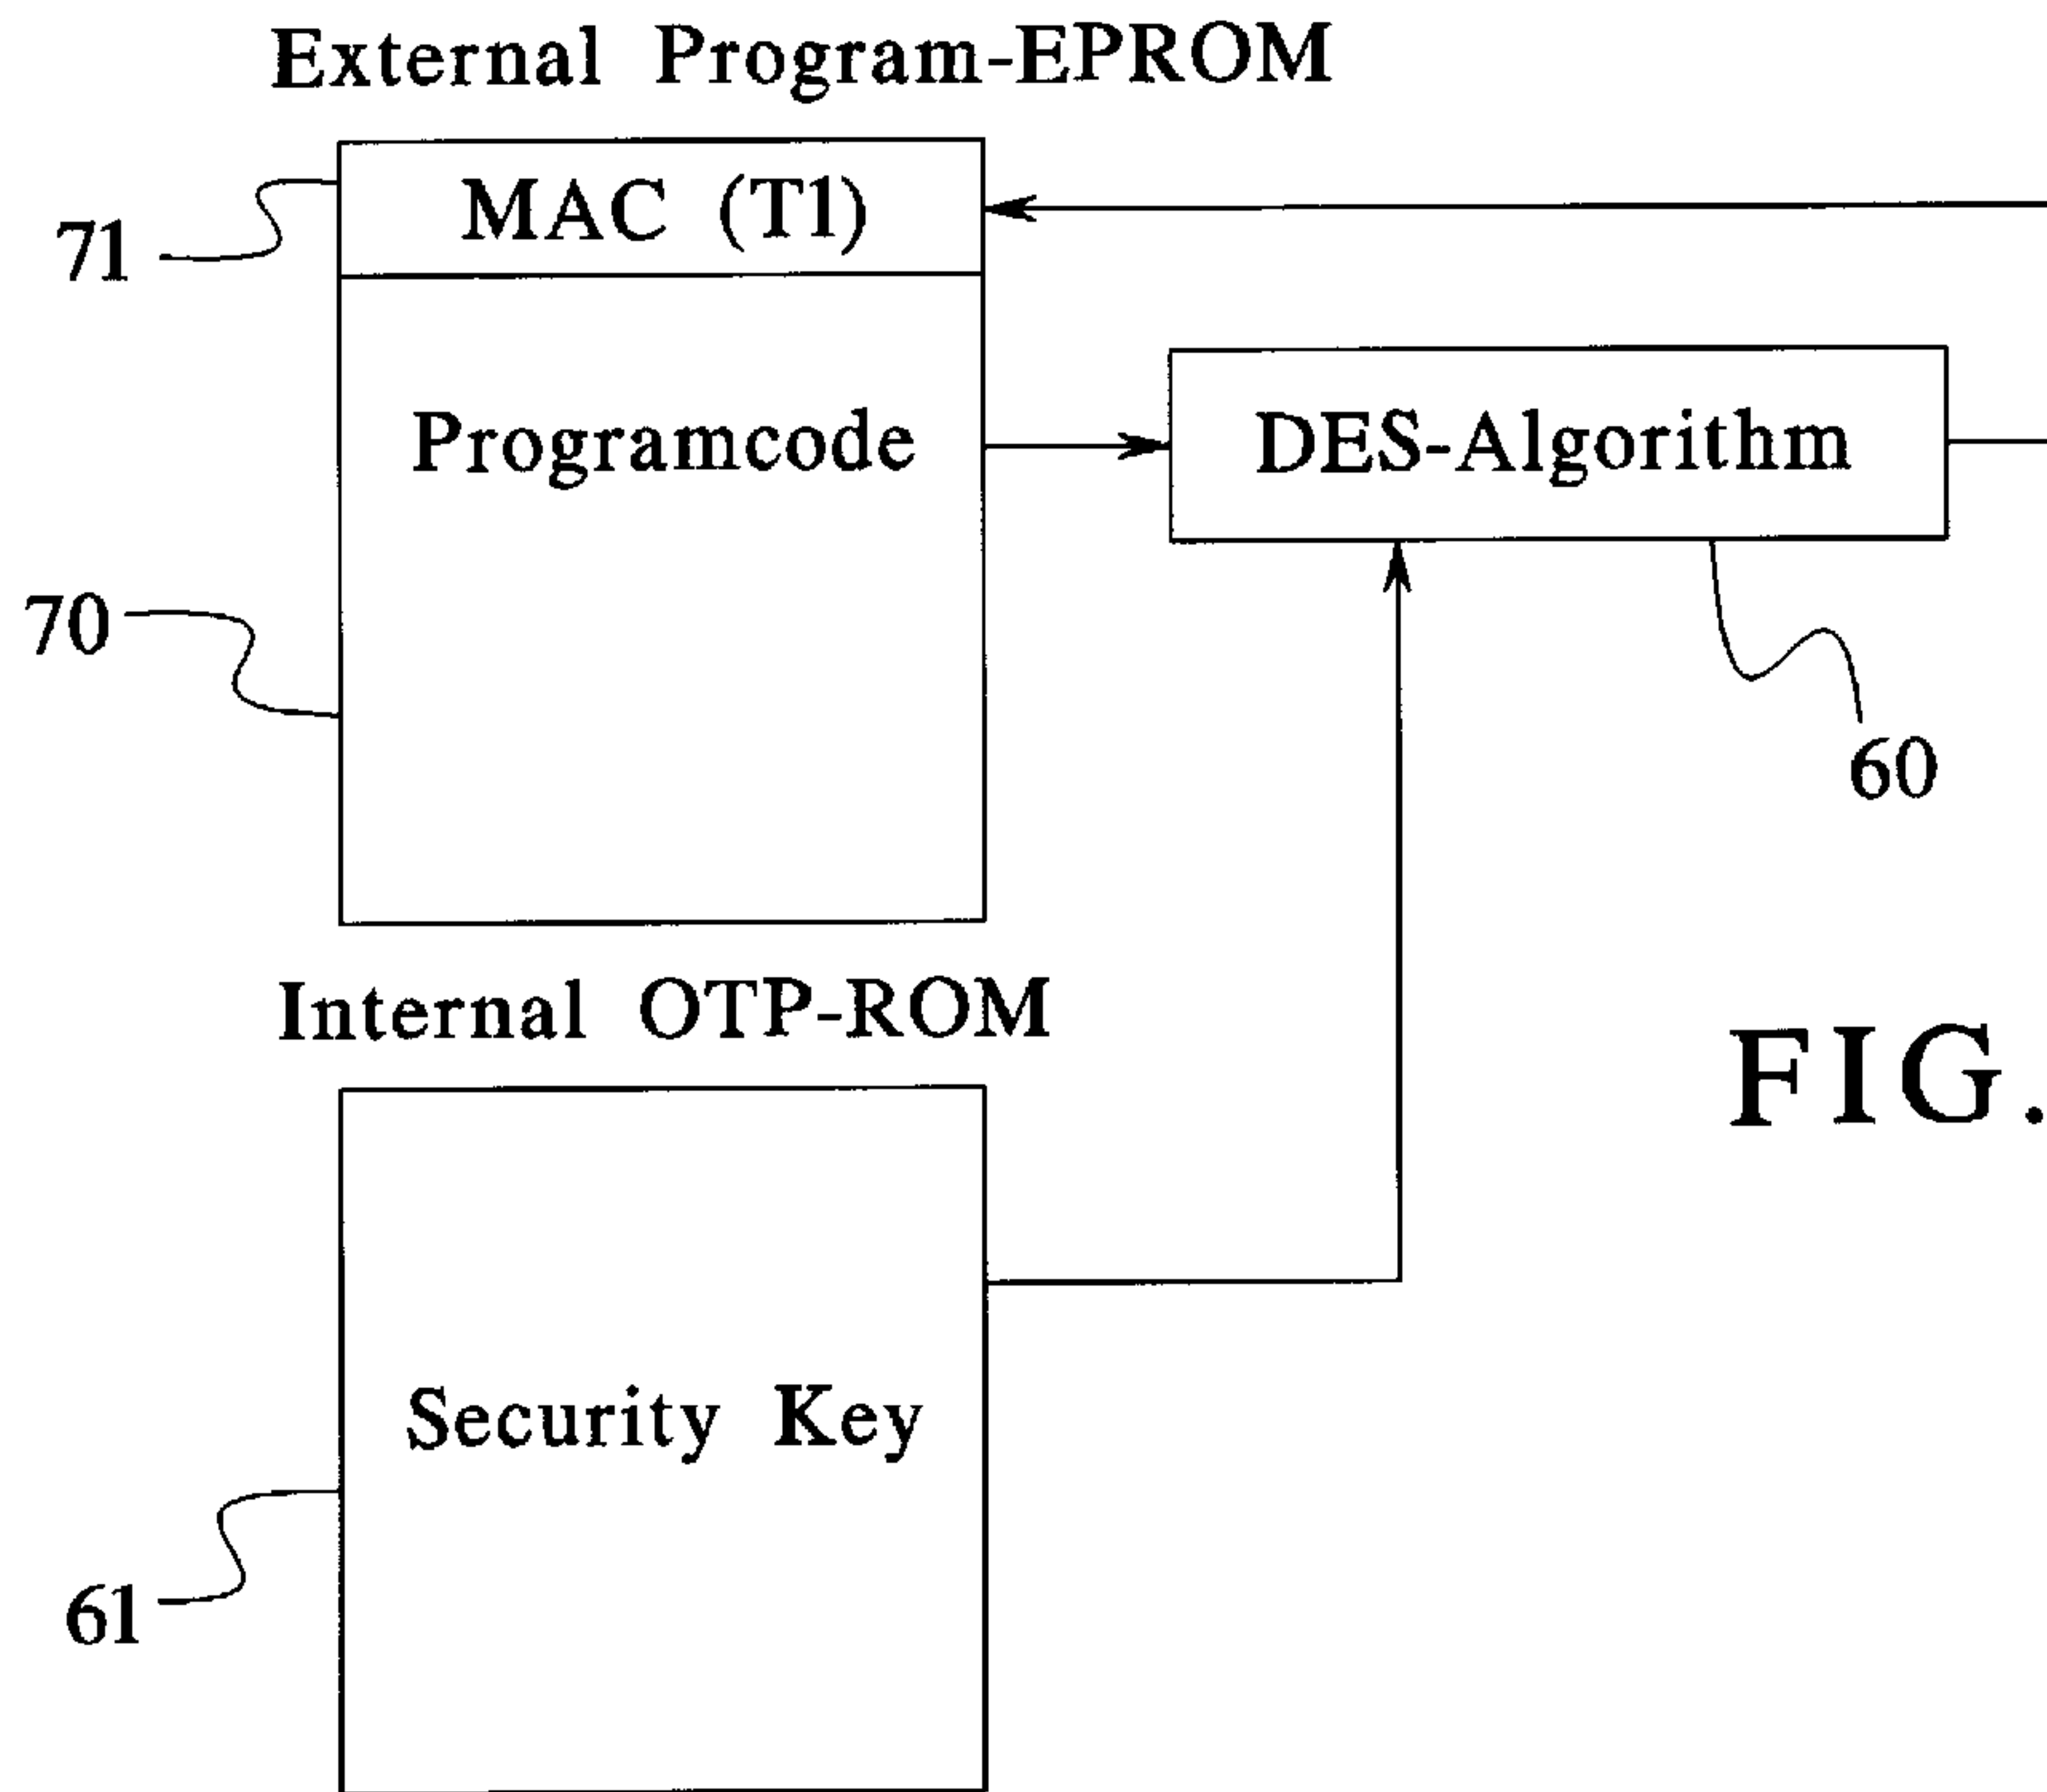 External Program-EPROM
MAC (T1)
71
Programcode
DES-Algorithm
70
60
Internal OTP-ROM
FIG.
Security Key
61